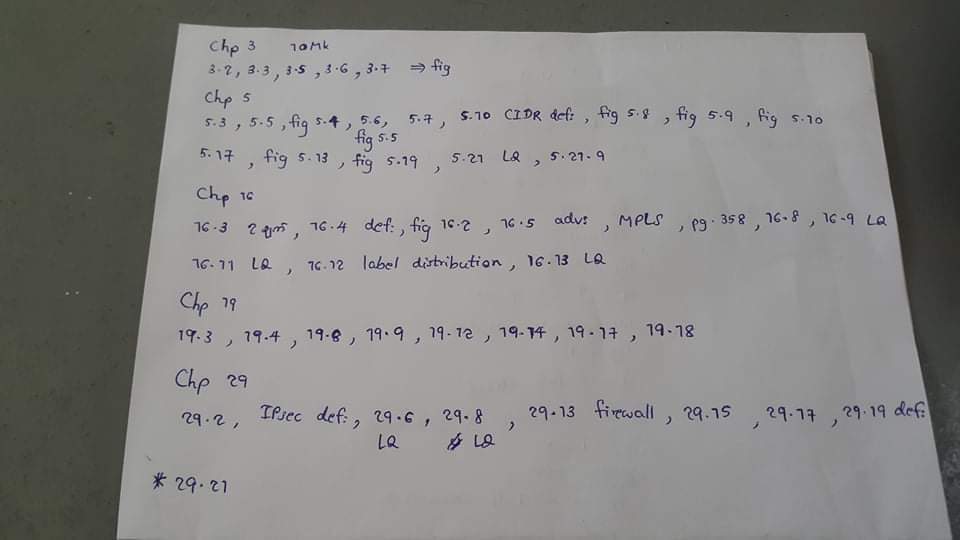 Chp 3 10Mk
3.2, 3.3, 3.5, 3.6, 3.7 ⇒ fig
Chp 5
5.3, 5.5, fig 5.4, 5.6, 5.7, 5.10 CIDR def:, fig 5.8, fig 5.9, fig 5.10
fig 5.5
5.17, fig 5.13, fig 5.19, 5.21 LQ, 5.21.9
Chp 16
16.3 2, 16.4 def:, fig 16.2, 16.5 adv:, MPLS, pg.358, 16.8, 16.9 LQ
16.11 LQ, 16.12 label distribution, 16.13 LQ
Chp 19
19.3, 19.4, 19.6, 19.9, 19.12, 19.14, 19.17, 19.18
Chp 29
29.2, IPsec def:, 29.6, 29.8, 29.13 firewall, 29.15, 29.17, 29.19 def:
LQ LQ
* 29.21